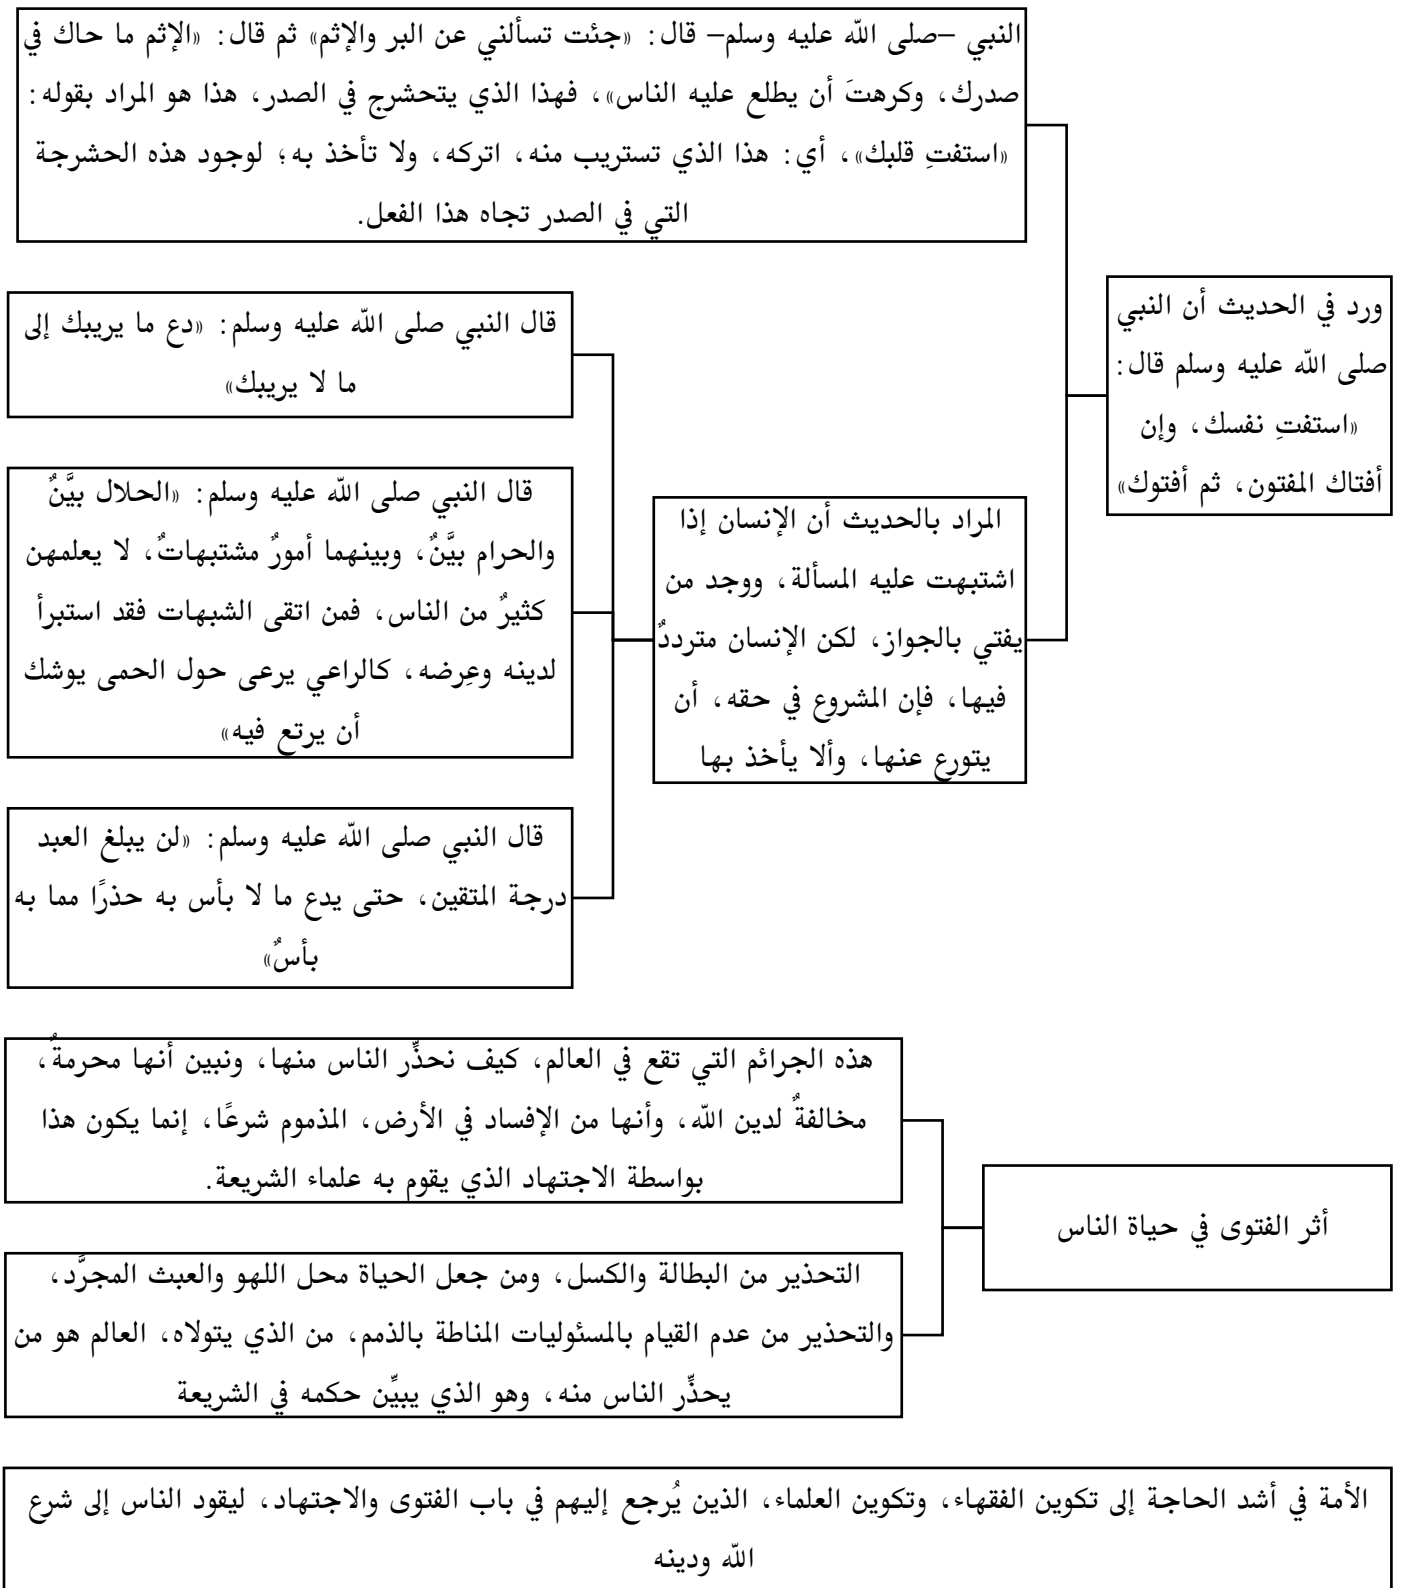 النبي –صلى الله عليه وسلم– قال: «جئت تسألني عن البر والإثم» ثم قال: «الإثم ما حاك في
صدرك، وكرهتَ أن يطلع عليه الناس»، فهذا الذي يتحشرج في الصدر، هذا هو المراد بقوله:
«استفتِ قلبك»، أي: هذا الذي تستريب منه، اتركه، ولا تأخذ به؛ لوجود هذه الحشرجة
التي في الصدر تجاه هذا الفعل.
ورد في الحديث أن النبي
صلى الله عليه وسلم قال:
«استفتِ نفسك، وإن
أفتاك المفتون، ثم أفتوك»
المراد بالحديث أن الإنسان إذا
اشتبهت عليه المسألة، ووجد من
يفتي بالجواز، لكن الإنسان مترددٌ
فيها، فإن المشروع في حقه، أن
يتورع عنها، وألا يأخذ بها
قال النبي صلى الله عليه وسلم: «دع ما يريبك إلى
ما لا يريبك»
قال النبي صلى الله عليه وسلم: «الحلال بيَّنٌ
والحرام بيَّنٌ، وبينهما أمورٌ مشتبهاتٌ، لا يعلمهن
كثيرٌ من الناس، فمن اتقى الشبهات فقد استبرأ
لدينه وعِرضه، كالراعي يرعى حول الحمى يوشك
أن يرتع فيه»
قال النبي صلى الله عليه وسلم: «لن يبلغ العبد
درجة المتقين، حتى يدع ما لا بأس به حذرًا مما به
بأسٌ»
أثر الفتوى في حياة الناس
هذه الجرائم التي تقع في العالم، كيف نحذِّر الناس منها، ونبين أنها محرمةٌ،
مخالفةٌ لدين الله، وأنها من الإفساد في الأرض، المذموم شرعًا، إنما يكون هذا
بواسطة الاجتهاد الذي يقوم به علماء الشريعة.
التحذير من البطالة والكسل، ومن جعل الحياة محل اللهو والعبث المجرَّد،
والتحذير من عدم القيام بالمسئوليات المناطة بالذمم، من الذي يتولاه، العالم هو من
يحذِّر الناس منه، وهو الذي يبيِّن حكمه في الشريعة
الأمة في أشد الحاجة إلى تكوين الفقهاء، وتكوين العلماء، الذين يُرجع إليهم في باب الفتوى والاجتهاد، ليقود الناس إلى شرع
الله ودينه